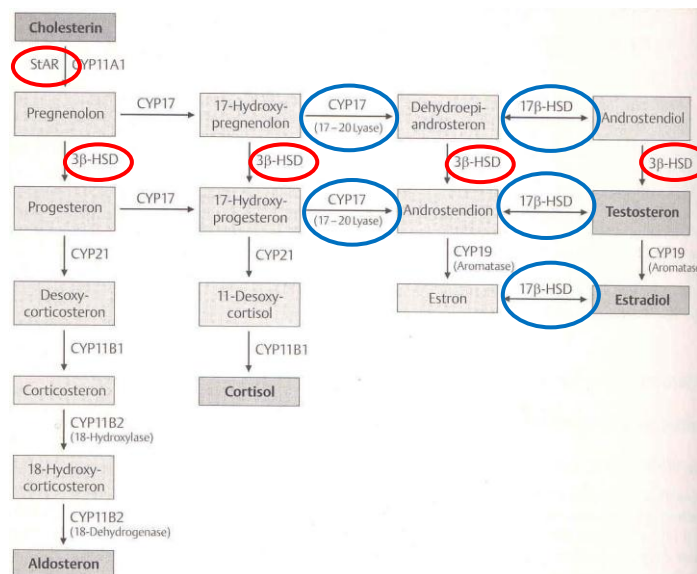 Cholesterin
StAR
CYP11A1
Pregnenolon
CYP17
17-Hydroxy-
pregnenolon
CYP17
(17-20 Lyase)
Dehydroepi-
androsteron
17β-HSD
Androstendiol
3β-HSD
3β-HSD
3β-HSD
3β-HSD
Progesteron
CYP17
17-Hydroxy-
progesteron
CYP17
(17-20 Lyase)
Androstendion
17β-HSD
Testosteron
CYP21
CYP21
CYP19
(Aromatase)
CYP19
(Aromatase
Desoxy-
corticosteron
11-Desoxy-
cortisol
Estron
17β-HSD
Estradiol
CYP11B1
CYP11B1
Corticosteron
Cortisol
CYP11B2
(18-Hydroxylase)
18-Hydroxy-
corticosteron
CYP11B2
(18-Dehydrogenase)
Aldosteron